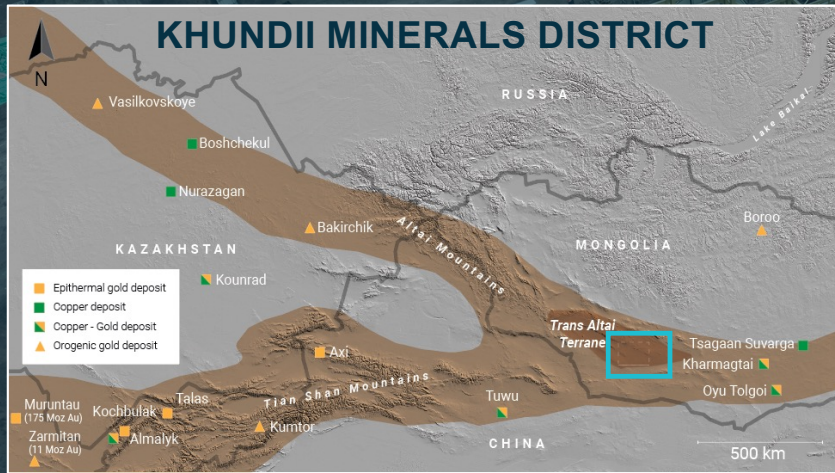 KHUNDII MINERALS DISTRICT
N
RUSSIA
Lake Baikal
Vasilkovskoye
Boshchekul
Nurazagan
Bakirchik
Altai Mountains
Boroo
MONGOLIA
KAZAKHSTAN
Kounrad
Epithermal gold deposit
Copper deposit
Copper - Gold deposit
Orogenic gold deposit
Trans Altai
Terrane
Tsagaan Suvarga
Kharmagtai
Oyu Tolgoi
Axi
Tian Shan Mountains
Tuwu
Muruntau
(175 Moz Au)
Kochbulak
Talas
Zarmitan
(11 Moz Au)
Almalyk
Kumtor
CHINA
500 km